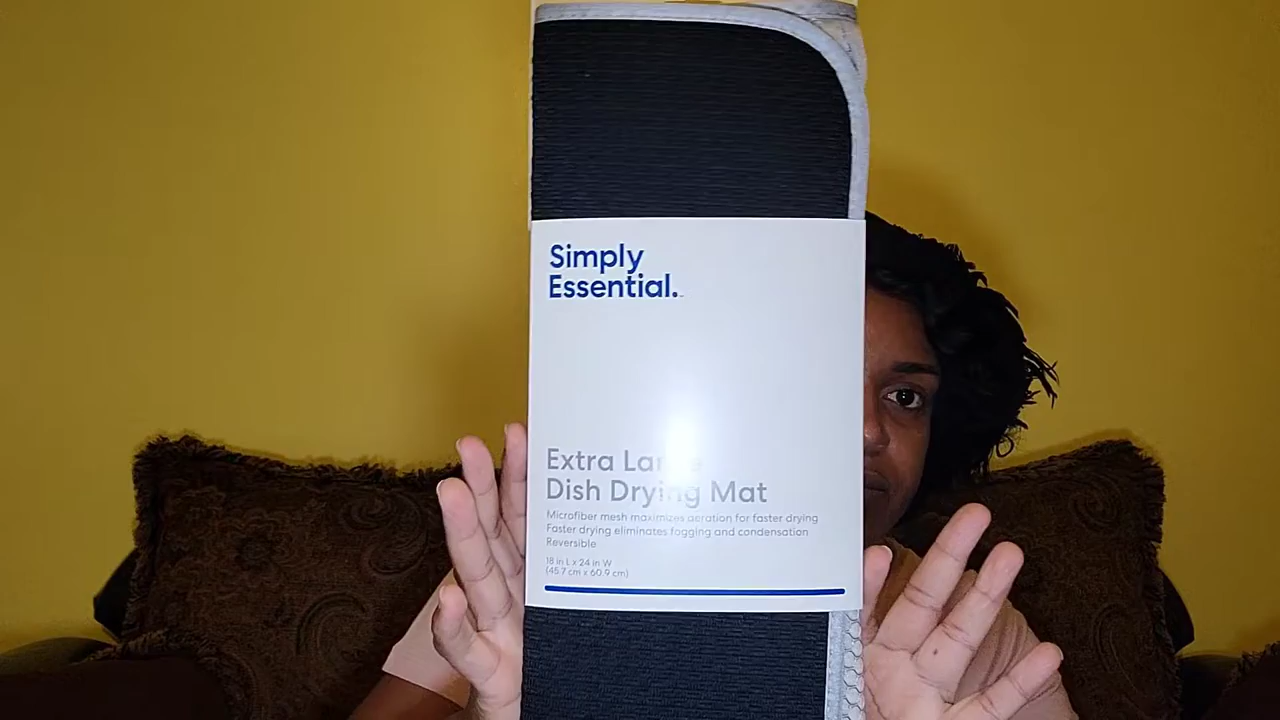 Simply
Essential.
Extra Large
Dish Drying Mat
Microfiber mesh maximizes aeration for faster drying
Faster drying eliminates fogging and condensation
Reversible
18 in L x 24 in W
(45.7 cm x 60.9 cm)